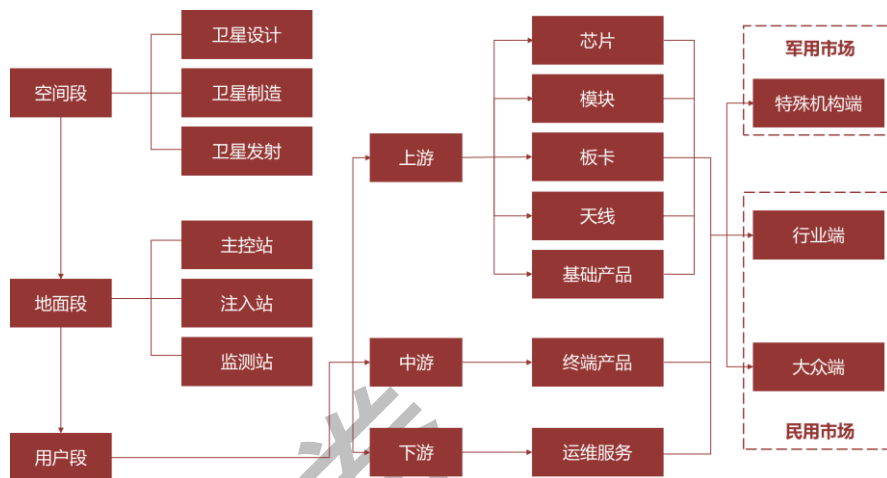 空间段
卫星设计
卫星制造
卫星发射
地面段
主控站
注入站
监测站
用户段
上游
中游
下游
芯片
模块
板卡
天线
基础产品
终端产品
运维服务
军用市场
特殊机构端
行业端
大众端
民用市场